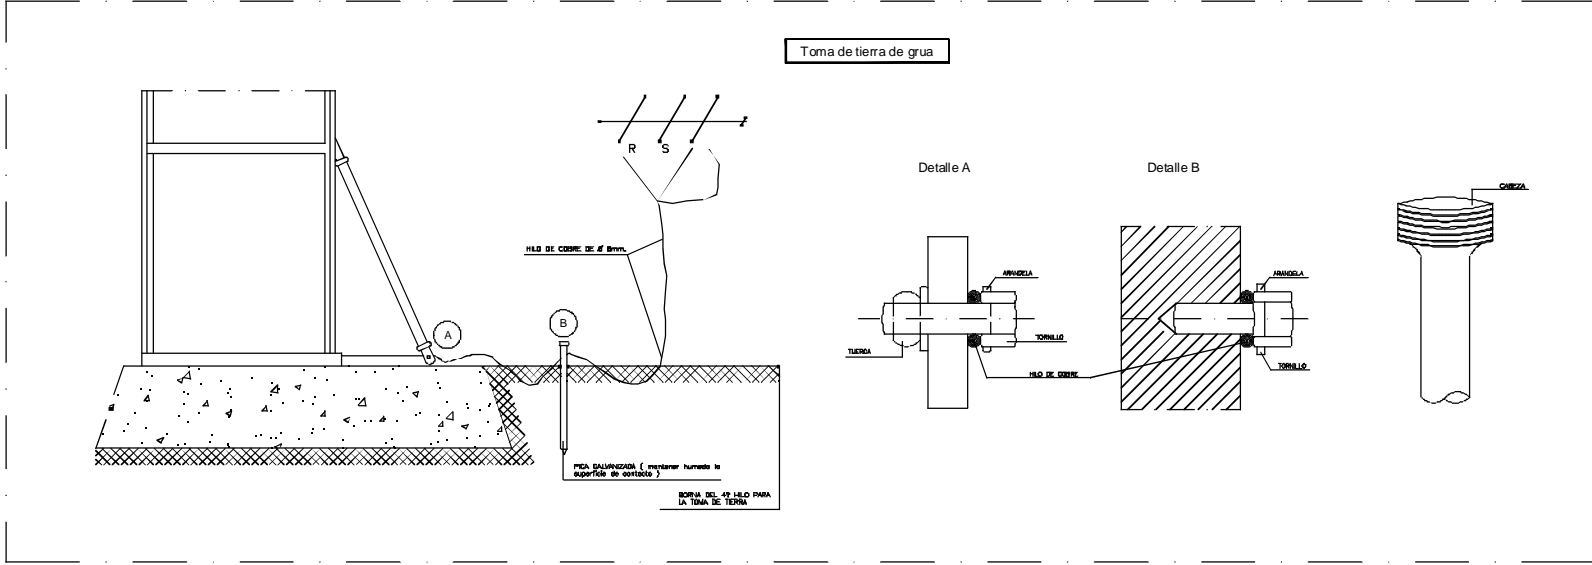 Toma de tierra de grua
R S
HILO DE COBRE DE Ø 8mm.
A
B
PICA GALVANIZADA ( mantener humeda la
superficie de contacto )
BORNA DEL 4º HILO PARA
LA TOMA DE TIERRA
Detalle A
ARANDELA
TUERCA
TORNILLO
HILO DE COBRE
Detalle B
ARANDELA
TORNILLO
CABEZA